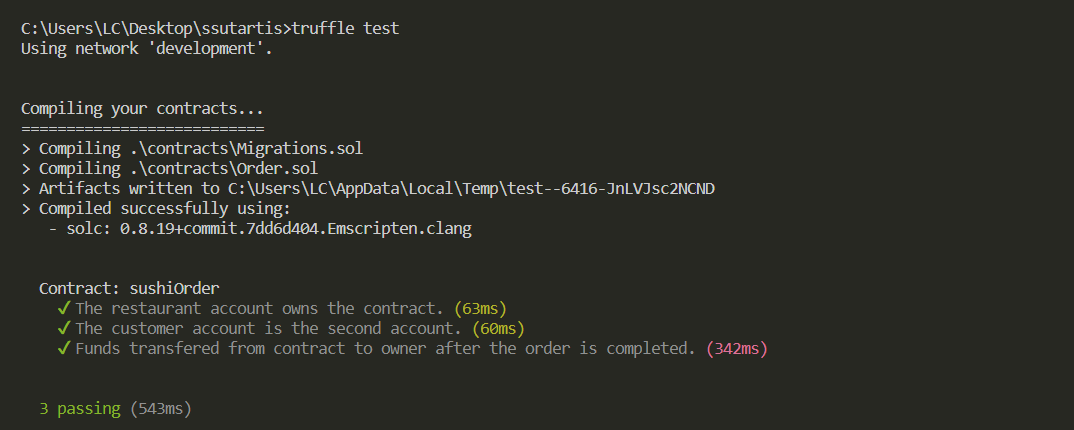 C:\Users\LC\Desktop\ssutartis>truffle test
Using network 'development'.
Compiling your contracts...
===========================
> Compiling .\contracts\Migrations.sol
> Compiling .\contracts\Order.sol
> Artifacts written to C:\Users\LC\AppData\Local\Temp\test--6416-JnLVJsc2NCND
> Compiled successfully using:
- solc: 0.8.19+commit.7dd6d404.Emscripten.clang
Contract: sushiOrder
✓ The restaurant account owns the contract. (63ms)
✓ The customer account is the second account. (60ms)
✓ Funds transfered from contract to owner after the order is completed. (342ms)
3 passing (543ms)